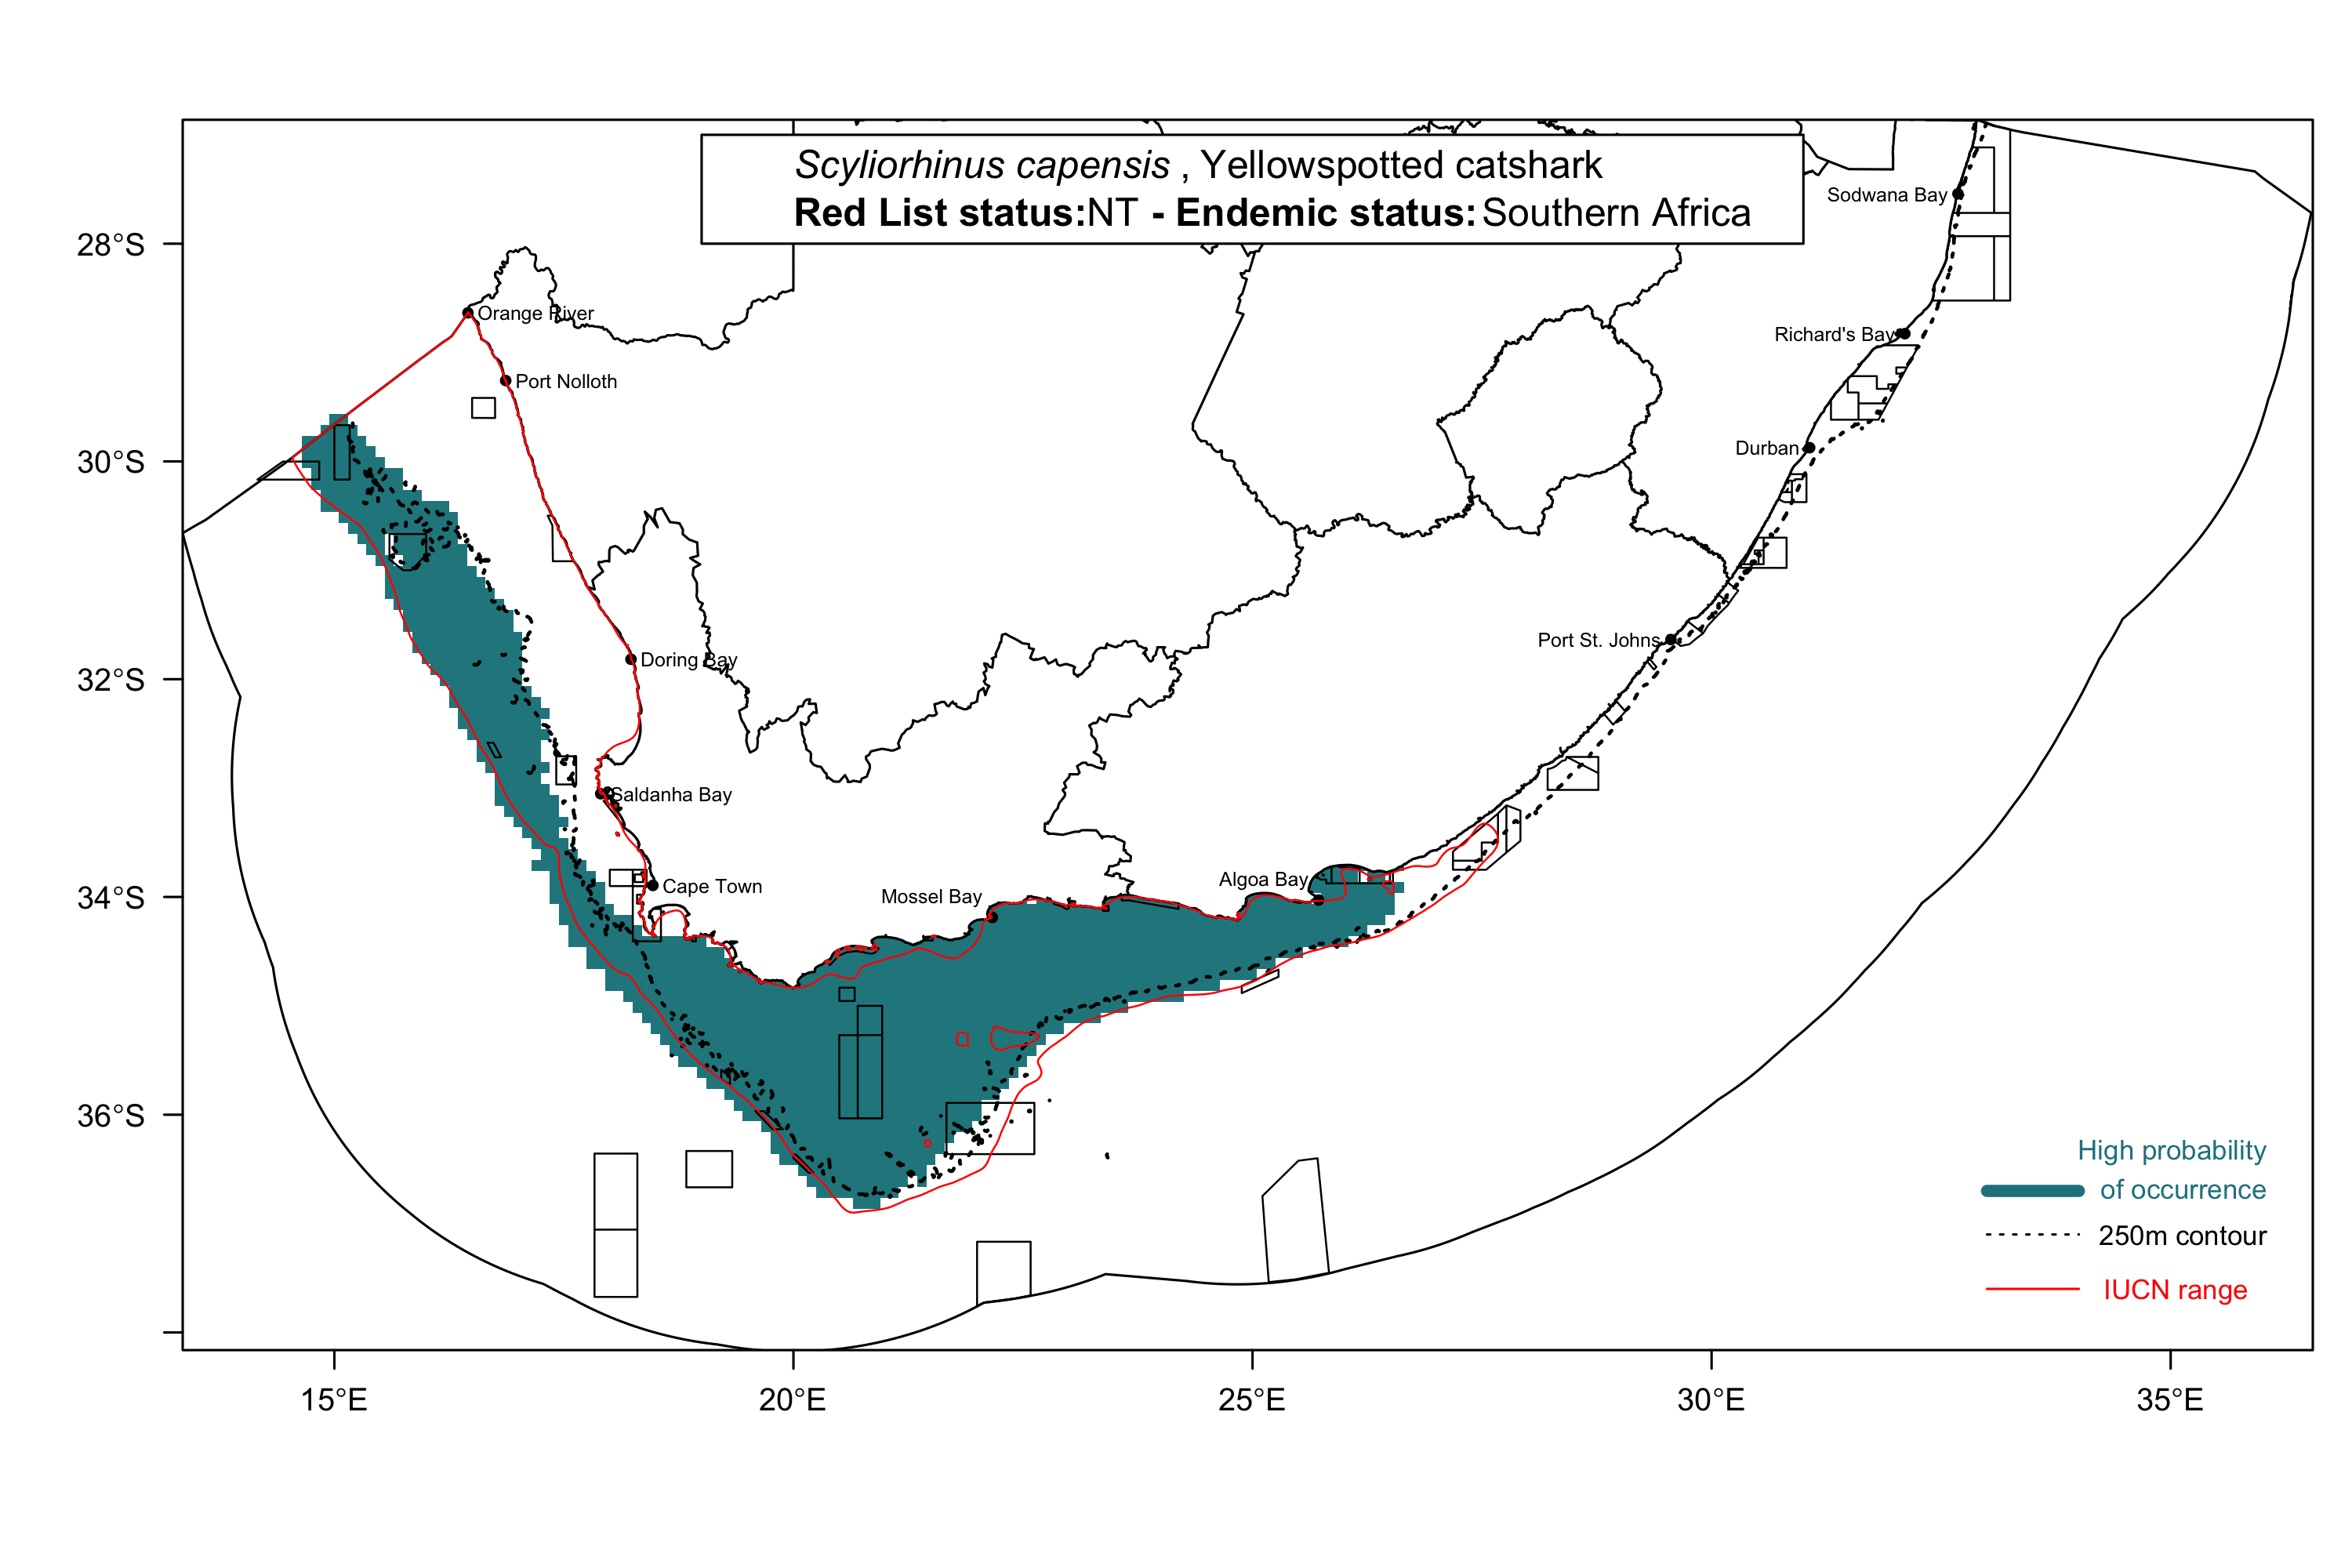 Scyliorhinus capensis , Yellowspotted catshark
Red List status:NT - Endemic status: Southern Africa
Sodwana Bay
28°S
Orange River
Richard's Bay
Port Nolloth
Durban
30°S
Port St. Johns
Doring Bay
32°S
Saldanha Bay
Algoa Bay
Cape Town
Mossel Bay
34°S
36°S
High probability
of occurrence
250m contour
IUCN range
15°E
20°E
25°E
30°E
35°E